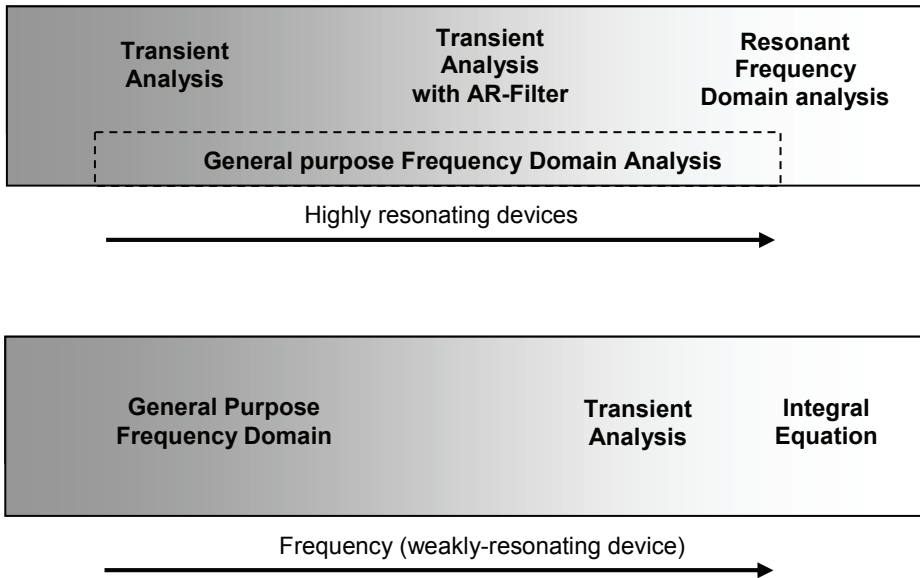 Transient
Analysis
Transient
Analysis
with AR-Filter
Resonant
Frequency
Domain analysis
General purpose Frequency Domain Analysis
Highly resonating devices
General Purpose
Frequency Domain
Transient
Analysis
Integral
Equation
Frequency (weakly-resonating device)